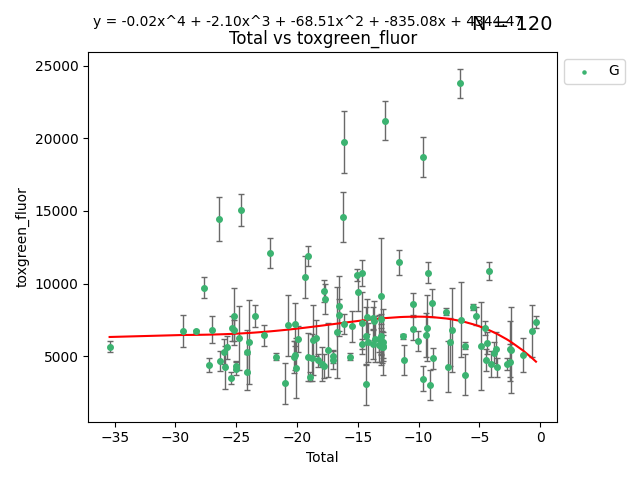 y = -0.02x^4 + -2.10x^3 + -68.51x^2 + -835.08x + 4344.47
N = 120
Total vs toxgreen_fluor
G
toxgreen_fluor
25000
20000
15000
10000
5000
−35
−30
−25
−20
−15
−10
−5
0
Total